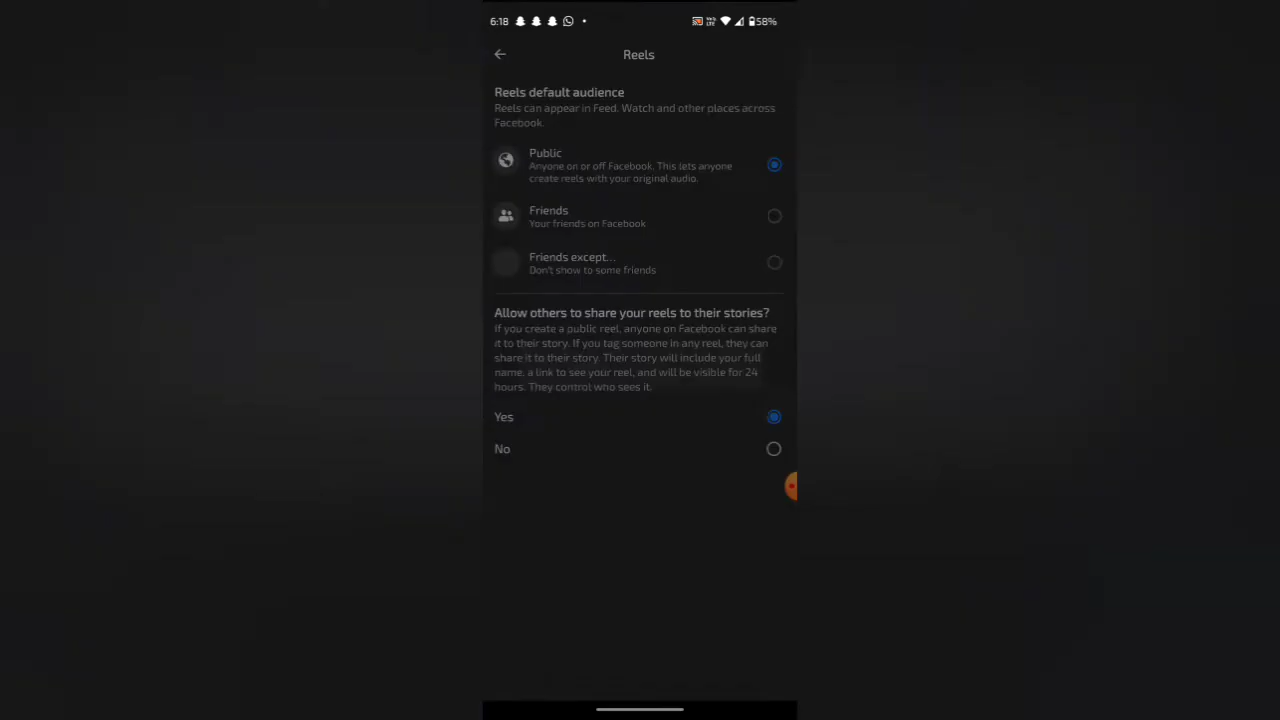 6:18 58%
Reels
Reels default audience
Reels can appear in Feed, Watch and other places across
Facebook.
Public
Anyone on or off Facebook. This lets anyone
create reels with your original audio.
Friends
Your friends on Facebook
Friends except...
Don't show to some friends
Allow others to share your reels to their stories?
If you create a public reel, anyone on Facebook can share
it to their story. If you tag someone in any reel, they can
share it to their story. Their story will include your full
name, a link to see your reel, and will be visible for 24
hours. They control who sees it.
Yes
No